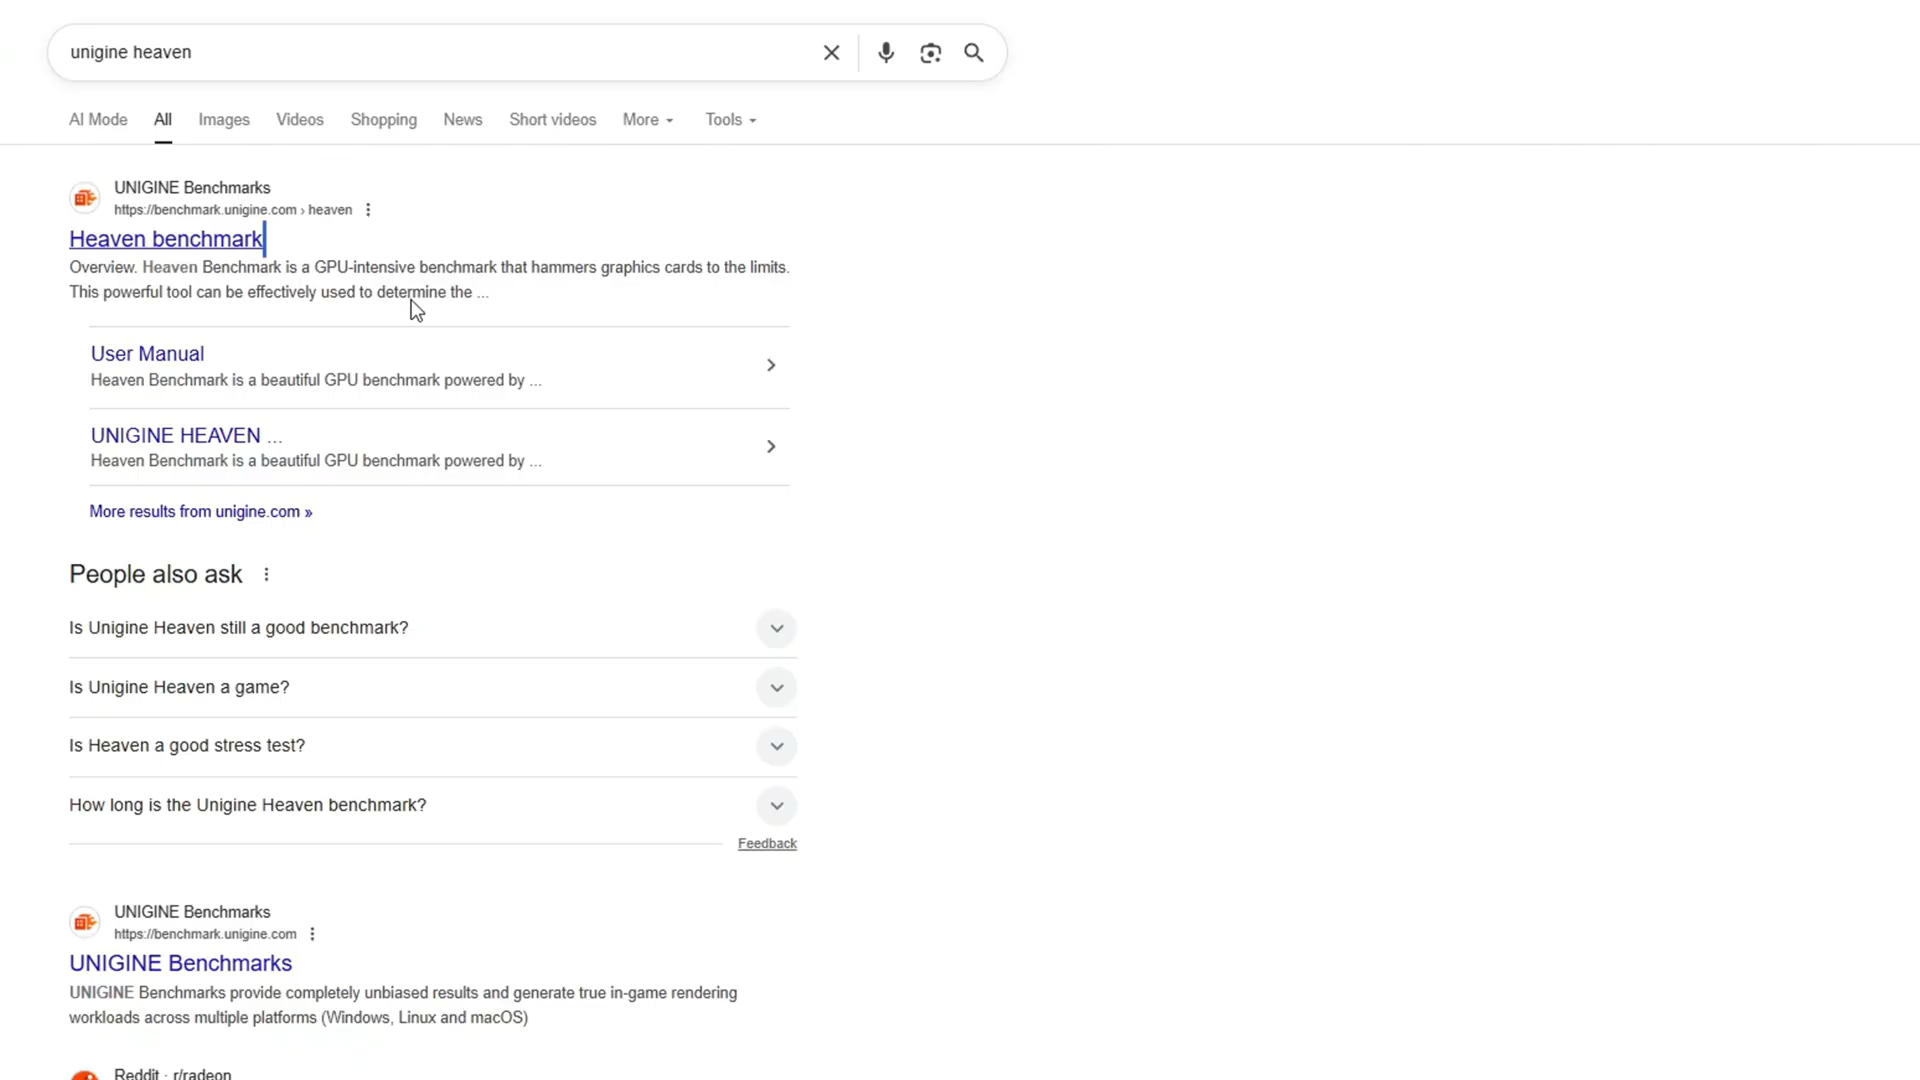 unigine heaven
AI Mode All Images Videos Shopping News Short videos More Tools
UNIGINE Benchmarks
https://benchmark.unigine.com › heaven
Heaven benchmark
Overview. Heaven Benchmark is a GPU-intensive benchmark that hammers graphics cards to the limits.
This powerful tool can be effectively used to determine the ...
User Manual
Heaven Benchmark is a beautiful GPU benchmark powered by ...
UNIGINE HEAVEN ...
Heaven Benchmark is a beautiful GPU benchmark powered by ...
More results from unigine.com »
People also ask
Is Unigine Heaven still a good benchmark?
Is Unigine Heaven a game?
Is Heaven a good stress test?
How long is the Unigine Heaven benchmark?
Feedback
UNIGINE Benchmarks
https://benchmark.unigine.com
UNIGINE Benchmarks
UNIGINE Benchmarks provide completely unbiased results and generate true in-game rendering
workloads across multiple platforms (Windows, Linux and macOS)
Reddit · r/radeon